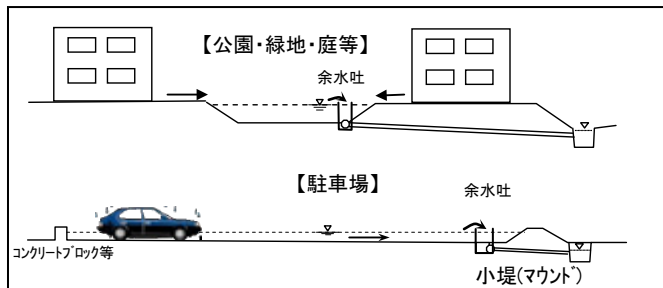 【公園・緑地・庭等】
余水吐
【駐車場】
余水吐
コンクリートブロック等
小堤(マウンド)